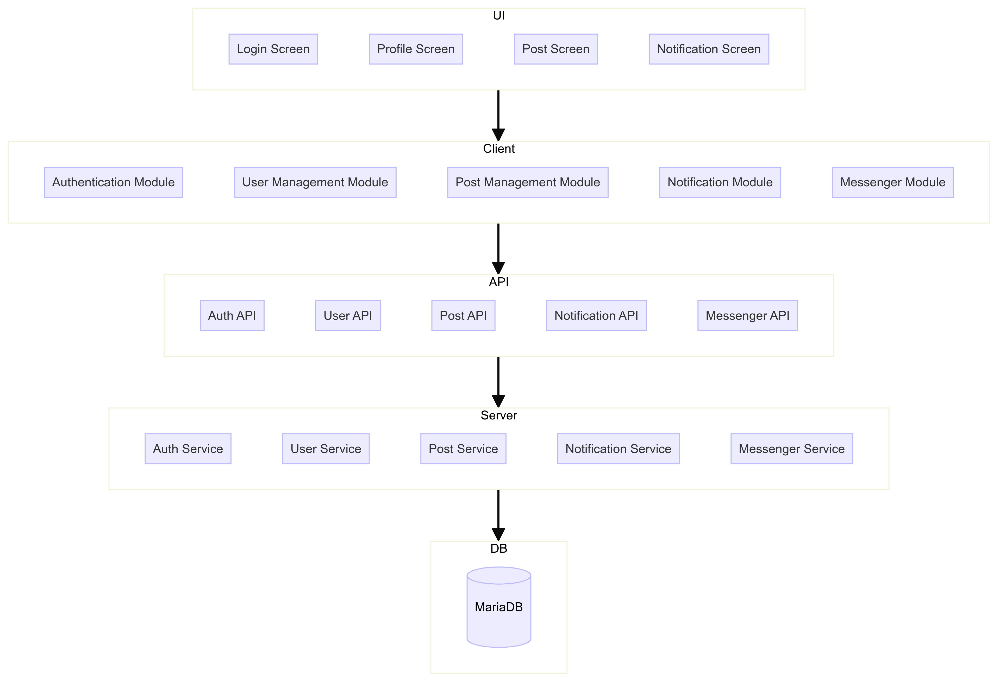 UI
Login Screen
Profile Screen
Post Screen
Notification Screen
Client
Authentication Module
User Management Module
Post Management Module
Notification Module
Messenger Module
API
Auth API
User API
Post API
Notification API
Messenger API
Server
Auth Service
User Service
Post Service
Notification Service
Messenger Service
DB
MariaDB